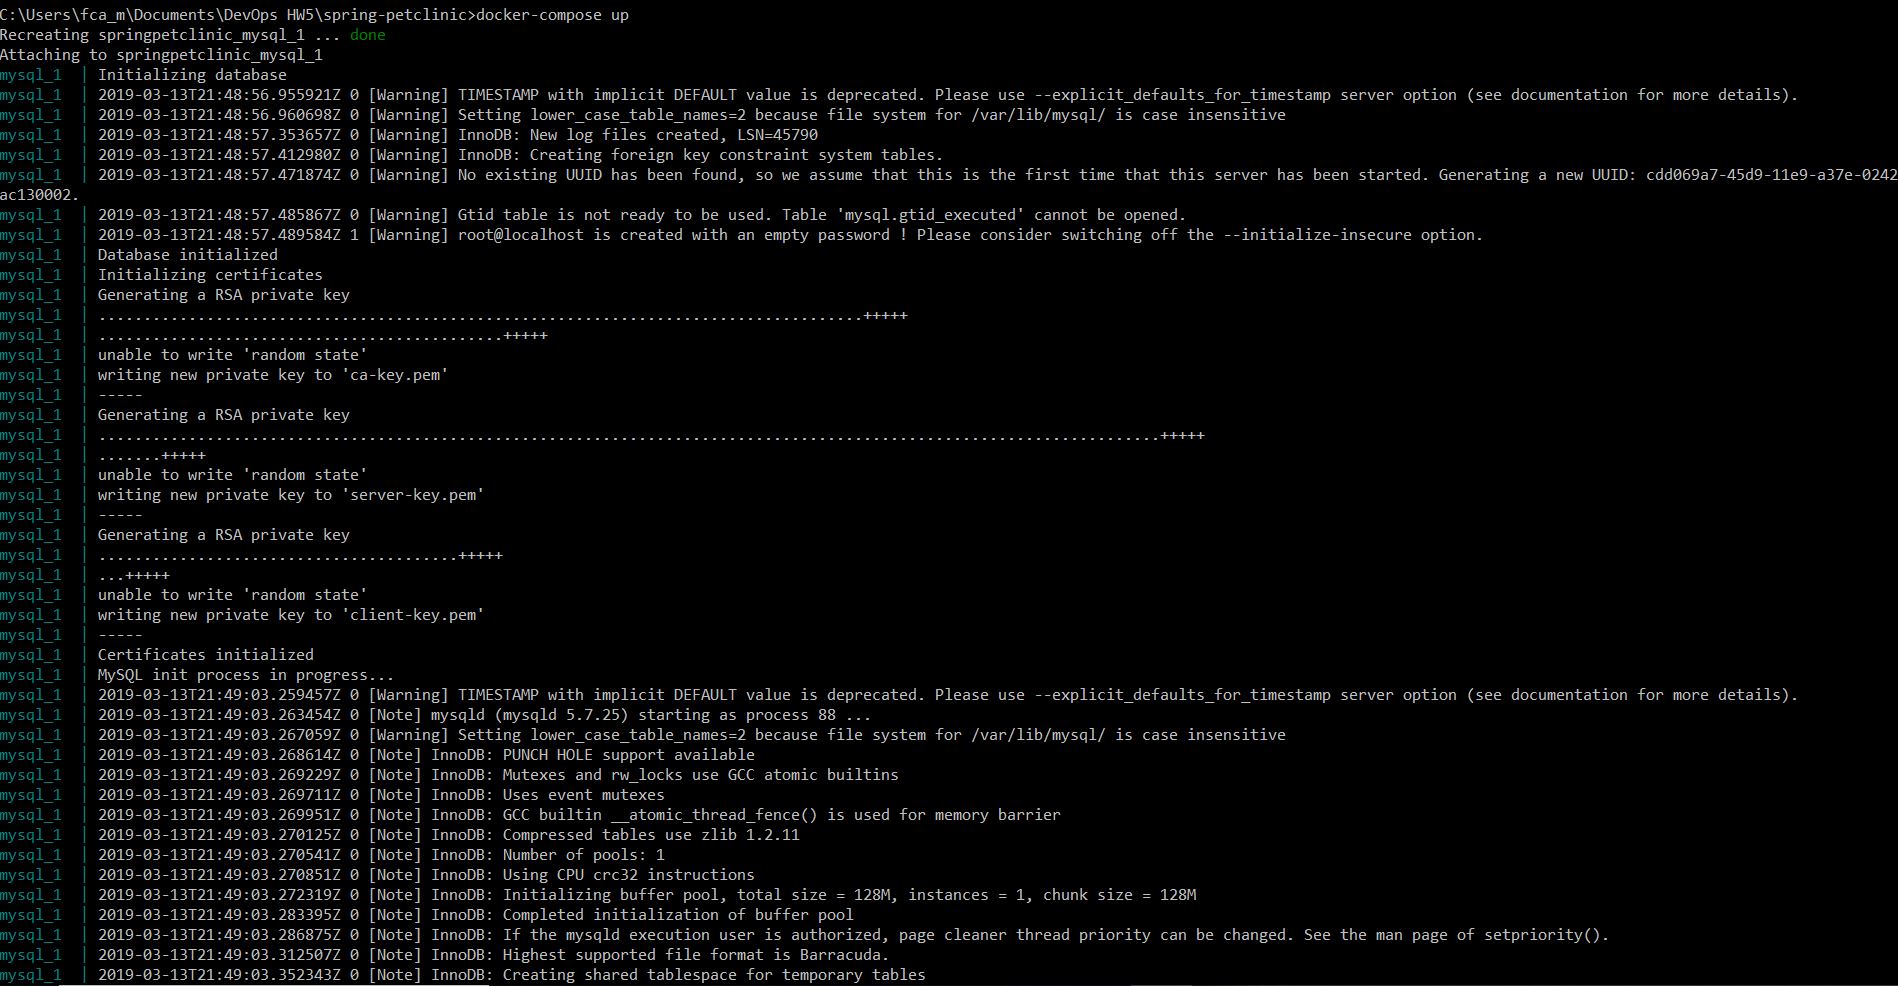 C:\Users\fca_m\Documents\DevOps HW5\spring-petclinic>docker-compose up
Recreating springpetclinic_mysql_1 ... done
Attaching to springpetclinic_mysql_1
mysql_1  | Initializing database
mysql_1  | 2019-03-13T21:48:56.955921Z 0 [Warning] TIMESTAMP with implicit DEFAULT value is deprecated. Please use --explicit_defaults_for_timestamp server option (see documentation for more details).
mysql_1  | 2019-03-13T21:48:56.960698Z 0 [Warning] Setting lower_case_table_names=2 because file system for /var/lib/mysql/ is case insensitive
mysql_1  | 2019-03-13T21:48:57.353657Z 0 [Warning] InnoDB: New log files created, LSN=45790
mysql_1  | 2019-03-13T21:48:57.412980Z 0 [Warning] InnoDB: Creating foreign key constraint system tables.
mysql_1  | 2019-03-13T21:48:57.471874Z 0 [Warning] No existing UUID has been found, so we assume that this is the first time that this server has been started. Generating a new UUID: cdd069a7-45d9-11e9-a37e-0242
ac130002.
mysql_1  | 2019-03-13T21:48:57.485867Z 0 [Warning] Gtid table is not ready to be used. Table 'mysql.gtid_executed' cannot be opened.
mysql_1  | 2019-03-13T21:48:57.489584Z 1 [Warning] root@localhost is created with an empty password ! Please consider switching off the --initialize-insecure option.
mysql_1  | Database initialized
mysql_1  | Initializing certificates
mysql_1  | Generating a RSA private key
mysql_1  | .....................................................................................+++++
mysql_1  | .............................................+++++
mysql_1  | unable to write 'random state'
mysql_1  | writing new private key to 'ca-key.pem'
mysql_1  | -----
mysql_1  | Generating a RSA private key
mysql_1  | ......................................................................................................................+++++
mysql_1  | .......+++++
mysql_1  | unable to write 'random state'
mysql_1  | writing new private key to 'server-key.pem'
mysql_1  | -----
mysql_1  | Generating a RSA private key
mysql_1  | ........................................+++++
mysql_1  | ...+++++
mysql_1  | unable to write 'random state'
mysql_1  | writing new private key to 'client-key.pem'
mysql_1  | -----
mysql_1  | Certificates initialized
mysql_1  | MySQL init process in progress...
mysql_1  | 2019-03-13T21:49:03.259457Z 0 [Warning] TIMESTAMP with implicit DEFAULT value is deprecated. Please use --explicit_defaults_for_timestamp server option (see documentation for more details).
mysql_1  | 2019-03-13T21:49:03.263454Z 0 [Note] mysqld (mysqld 5.7.25) starting as process 88 ...
mysql_1  | 2019-03-13T21:49:03.267059Z 0 [Warning] Setting lower_case_table_names=2 because file system for /var/lib/mysql/ is case insensitive
mysql_1  | 2019-03-13T21:49:03.268614Z 0 [Note] InnoDB: PUNCH HOLE support available
mysql_1  | 2019-03-13T21:49:03.269229Z 0 [Note] InnoDB: Mutexes and rw_locks use GCC atomic builtins
mysql_1  | 2019-03-13T21:49:03.269711Z 0 [Note] InnoDB: Uses event mutexes
mysql_1  | 2019-03-13T21:49:03.269951Z 0 [Note] InnoDB: GCC builtin __atomic_thread_fence() is used for memory barrier
mysql_1  | 2019-03-13T21:49:03.270125Z 0 [Note] InnoDB: Compressed tables use zlib 1.2.11
mysql_1  | 2019-03-13T21:49:03.270541Z 0 [Note] InnoDB: Number of pools: 1
mysql_1  | 2019-03-13T21:49:03.270851Z 0 [Note] InnoDB: Using CPU crc32 instructions
mysql_1  | 2019-03-13T21:49:03.272319Z 0 [Note] InnoDB: Initializing buffer pool, total size = 128M, instances = 1, chunk size = 128M
mysql_1  | 2019-03-13T21:49:03.283395Z 0 [Note] InnoDB: Completed initialization of buffer pool
mysql_1  | 2019-03-13T21:49:03.286875Z 0 [Note] InnoDB: If the mysqld execution user is authorized, page cleaner thread priority can be changed. See the man page of setpriority().
mysql_1  | 2019-03-13T21:49:03.312507Z 0 [Note] InnoDB: Highest supported file format is Barracuda.
mysql_1  | 2019-03-13T21:49:03.352343Z 0 [Note] InnoDB: Creating shared tablespace for temporary tables